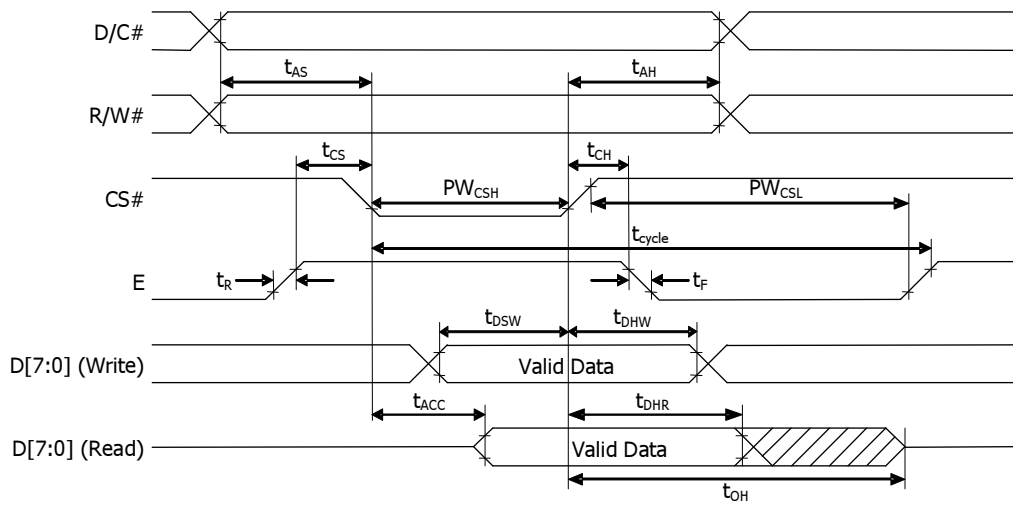 D/C#
tAS
tAH
R/W#
tCS
tCH
CS#
PWCSH
PWCSL
tcycle
E
tR
tF
tDSW
tDHW
D[7:0] (Write)
Valid Data
tACC
tDHR
D[7:0] (Read)
Valid Data
tOH